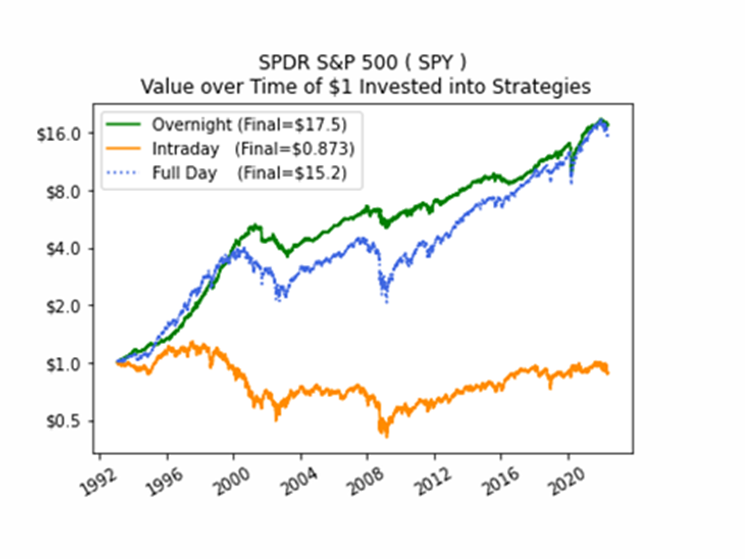 SPDR S&P 500 ( SPY )
Value over Time of $1 Invested into Strategies
Overnight (Final=$17.5)
Intraday (Final=$0.873)
Full Day (Final=$15.2)
$16.0
$8.0
$4.0
$2.0
$1.0
$0.5
1992 1996 2000 2004 2008 2012 2016 2020